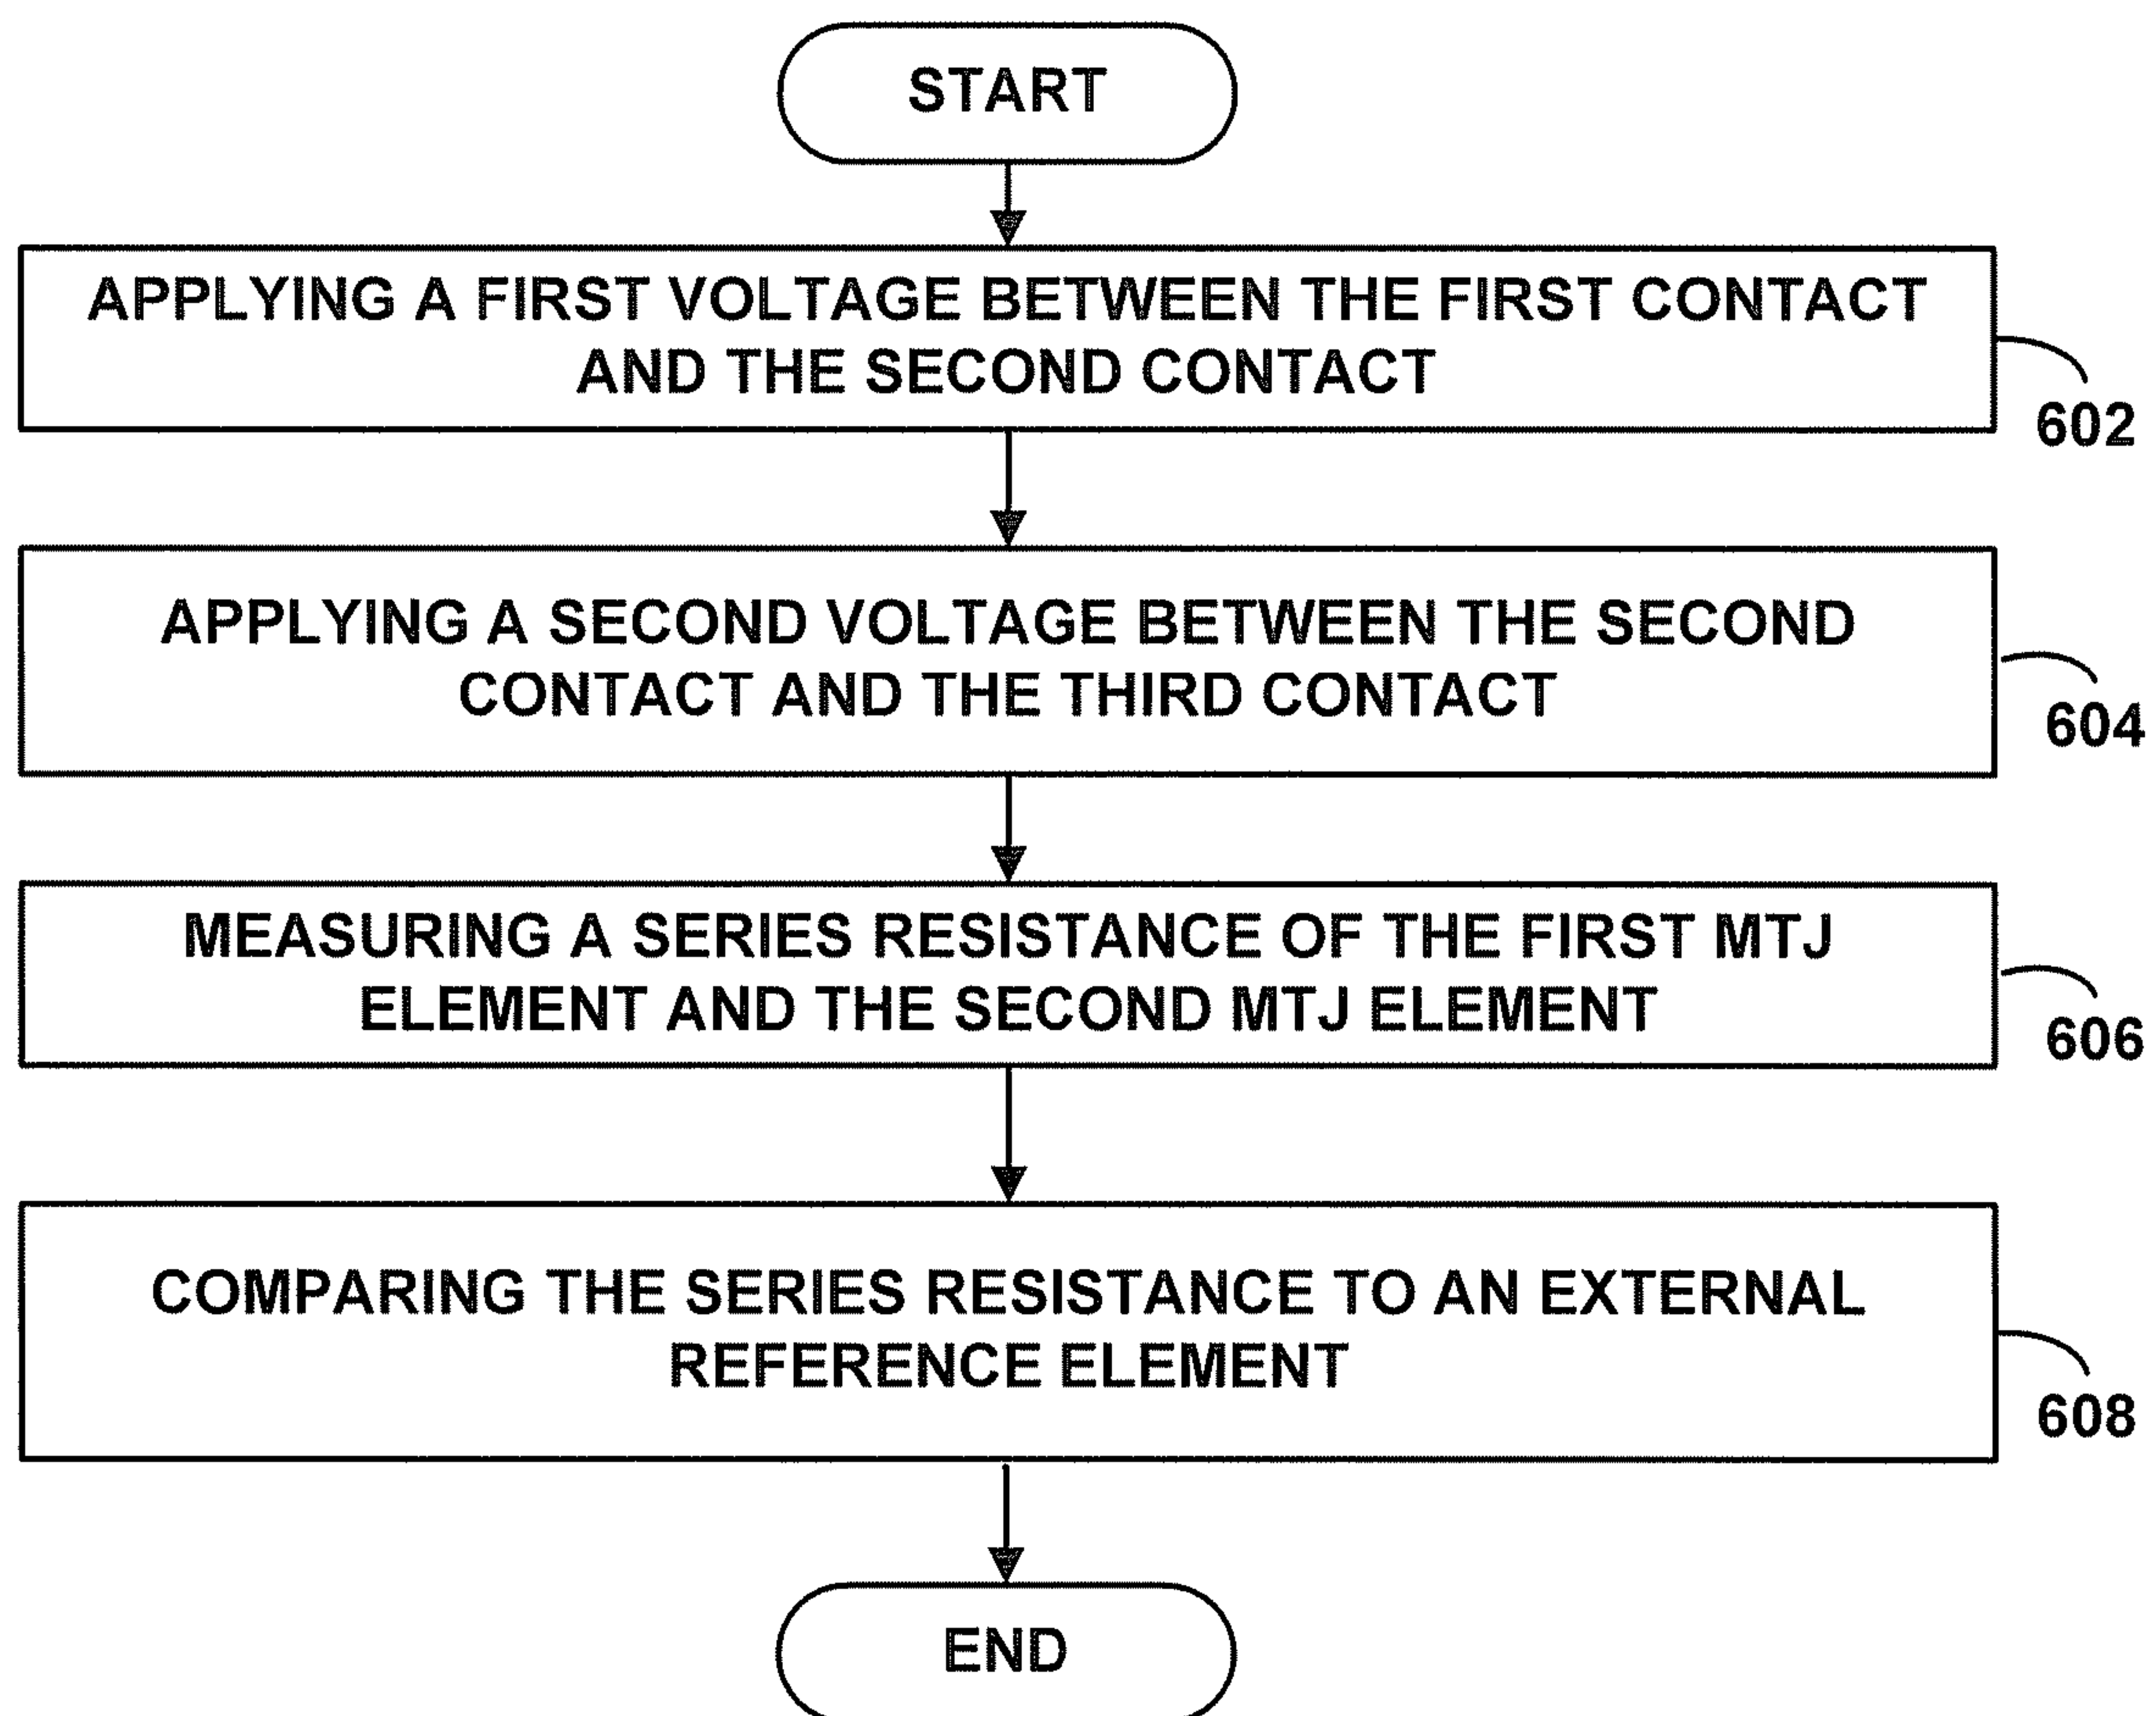 START
APPLYING A FIRST VOLTAGE BETWEEN THE FIRST CONTACT
AND THE SECOND CONTACT
602
APPLYING A SECOND VOLTAGE BETWEEN THE SECOND
CONTACT AND THE THIRD CONTACT
604
MEASURING A SERIES RESISTANCE OF THE FIRST MTJ
ELEMENT AND THE SECOND MTJ ELEMENT
606
COMPARING THE SERIES RESISTANCE TO AN EXTERNAL
REFERENCE ELEMENT
608
END